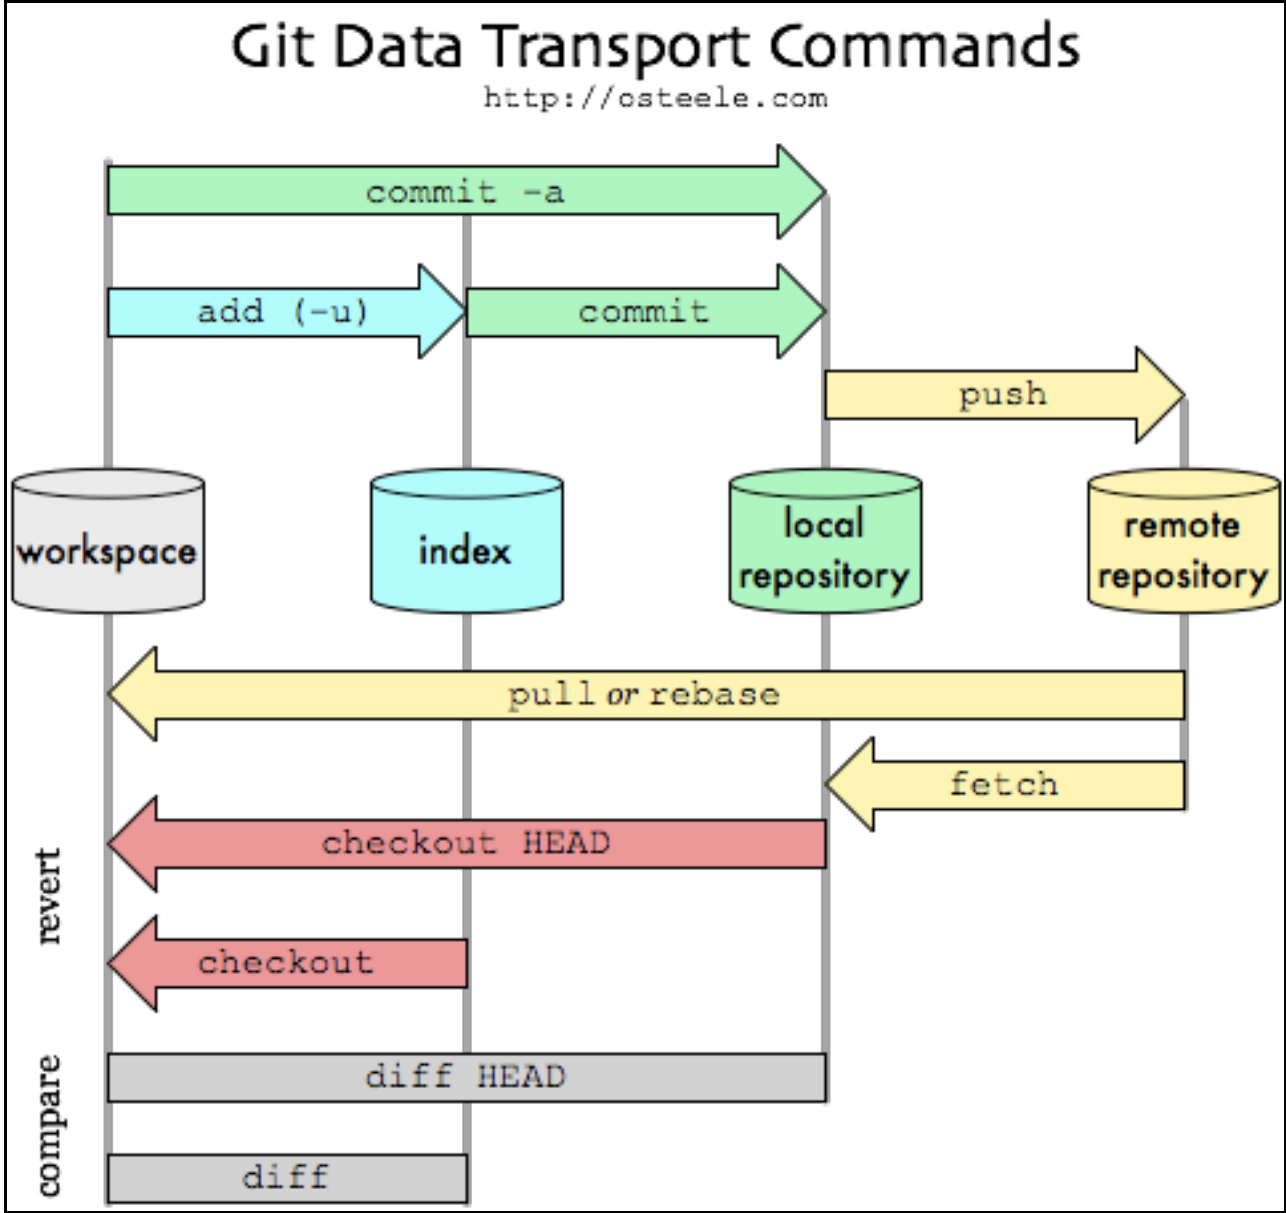 Git Data Transport Commands
http://osteele.com
commit -a
add (-u)
commit
push
workspace
index
local
repository
remote
repository
pull or rebase
fetch
revert
checkout HEAD
checkout
compare
diff HEAD
diff